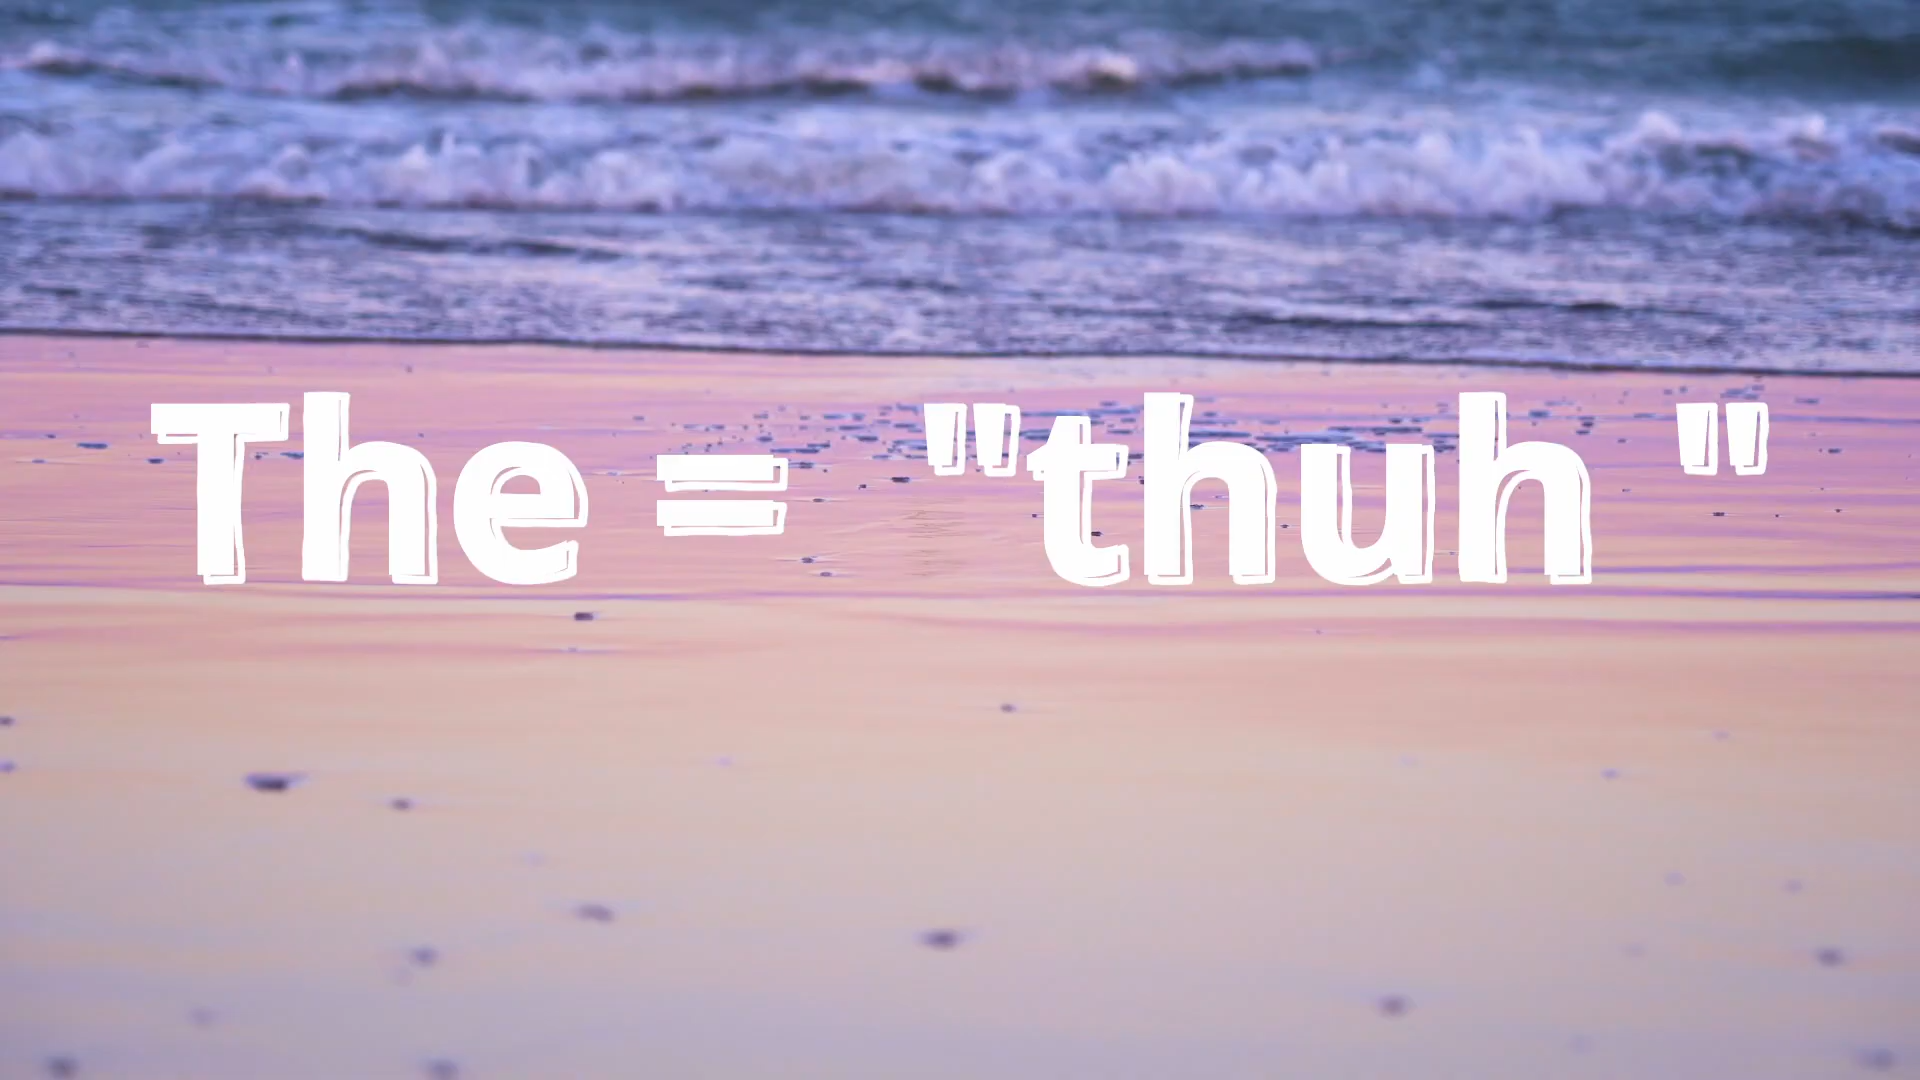 The = "thuh "